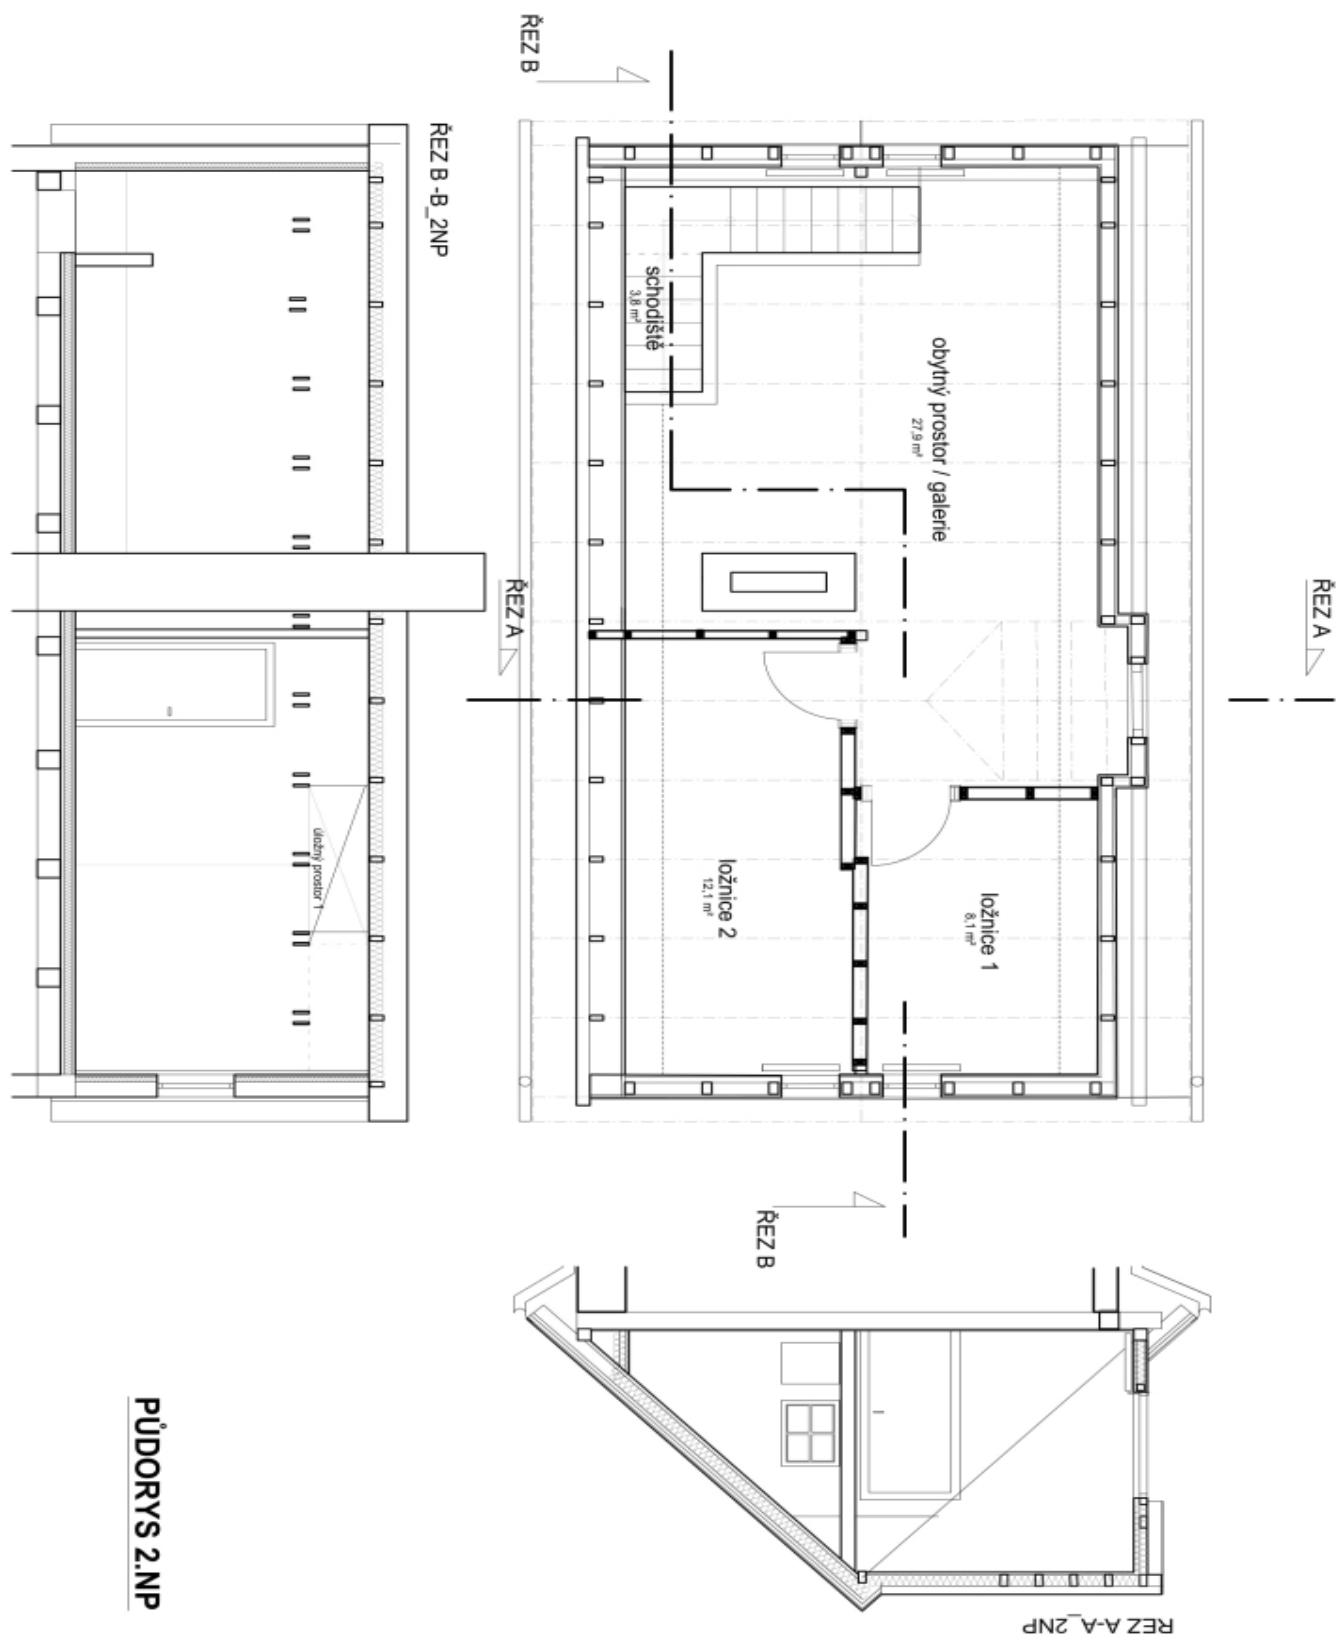 ŘEZ B
ŘEZ B -B_2NP
schodiště
3,8 m²
obytný prostor / galerie
27,9 m²
ŘEZ A
ŘEZ A
úložný prostor 1
ložnice 2
12,1 m²
ložnice 1
8,1 m²
ŘEZ B
PŮDORYS 2.NP
ŘEZ A-A_2NP